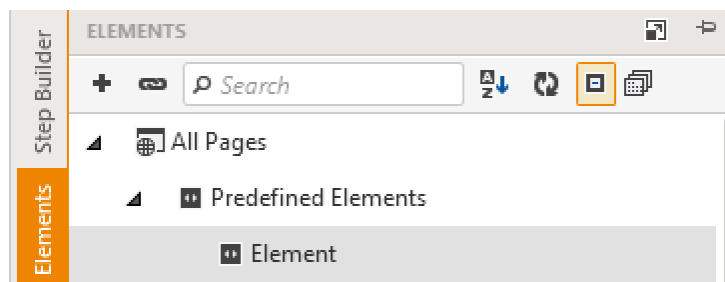 Step Builder
Elements
ELEMENTS
Search
All Pages
Predefined Elements
Element